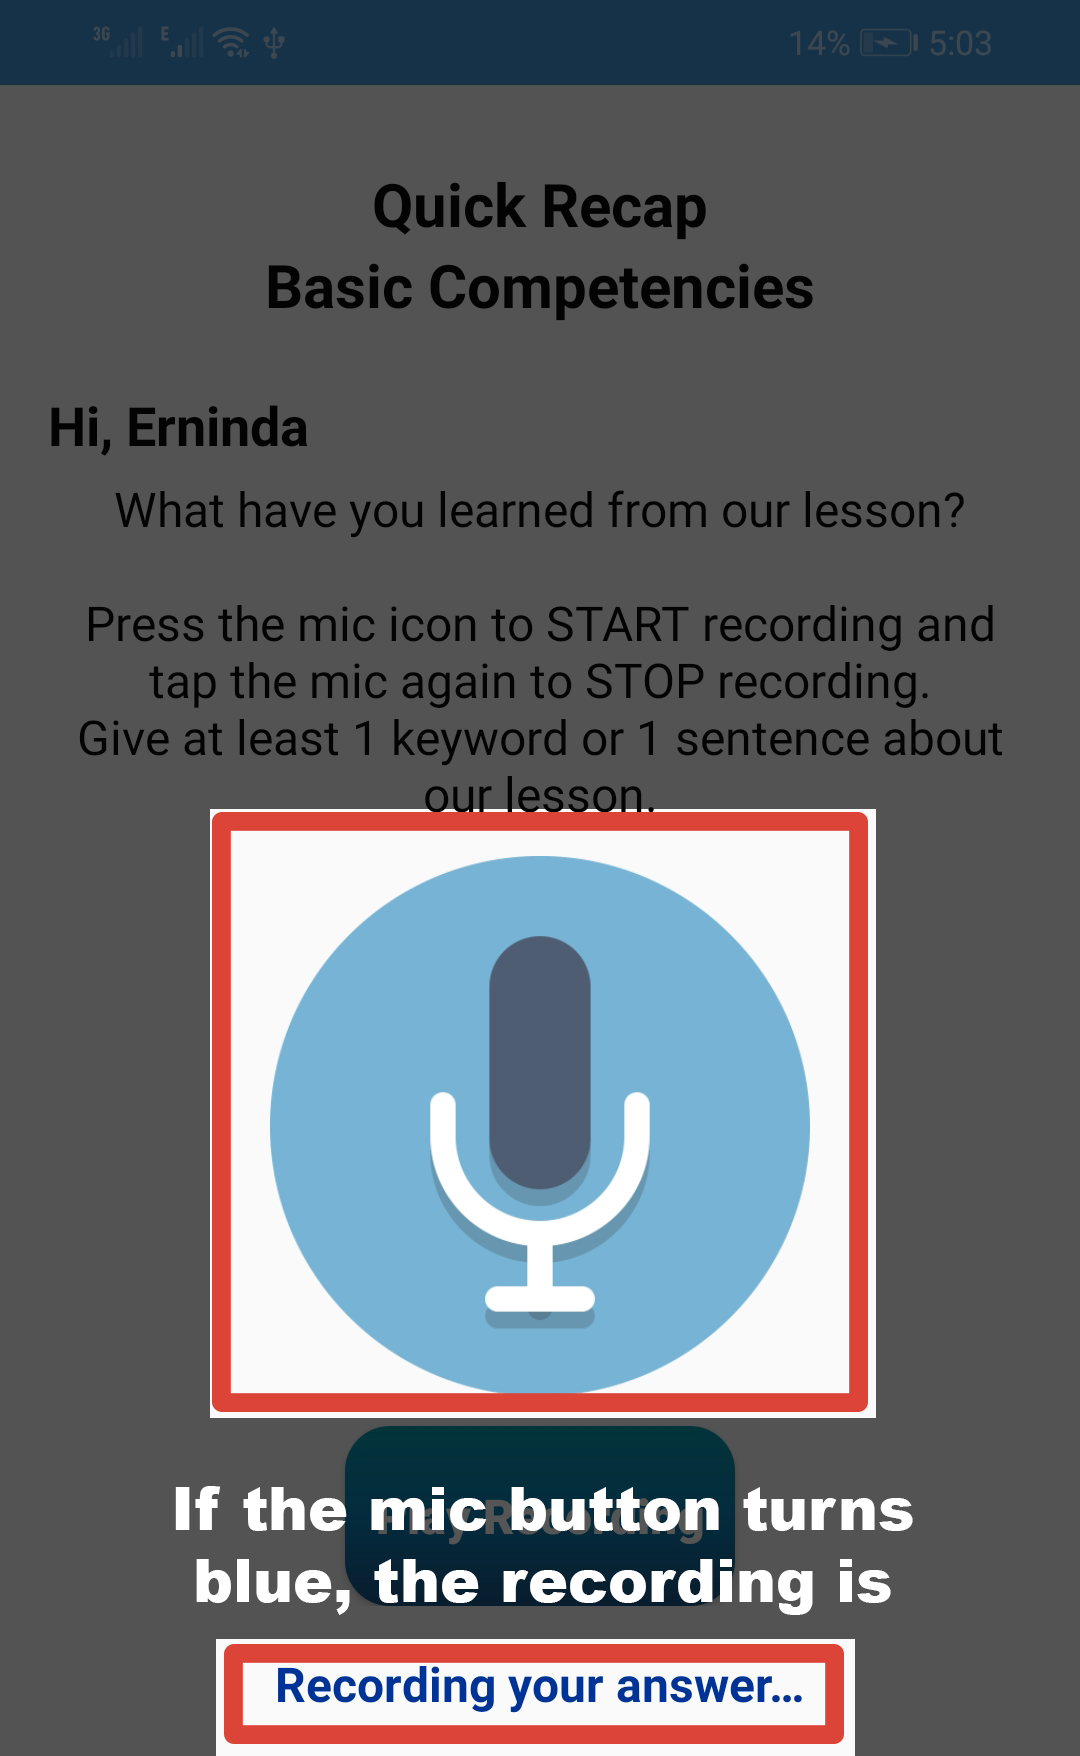 3G E 14% 5:03
Quick Recap
Basic Competencies
Hi, Erninda
What have you learned from our lesson?
Press the mic icon to START recording and
tap the mic again to STOP recording.
Give at least 1 keyword or 1 sentence about
our lesson.
Play Recording
If the mic button turns
blue, the recording is
Recording your answer...